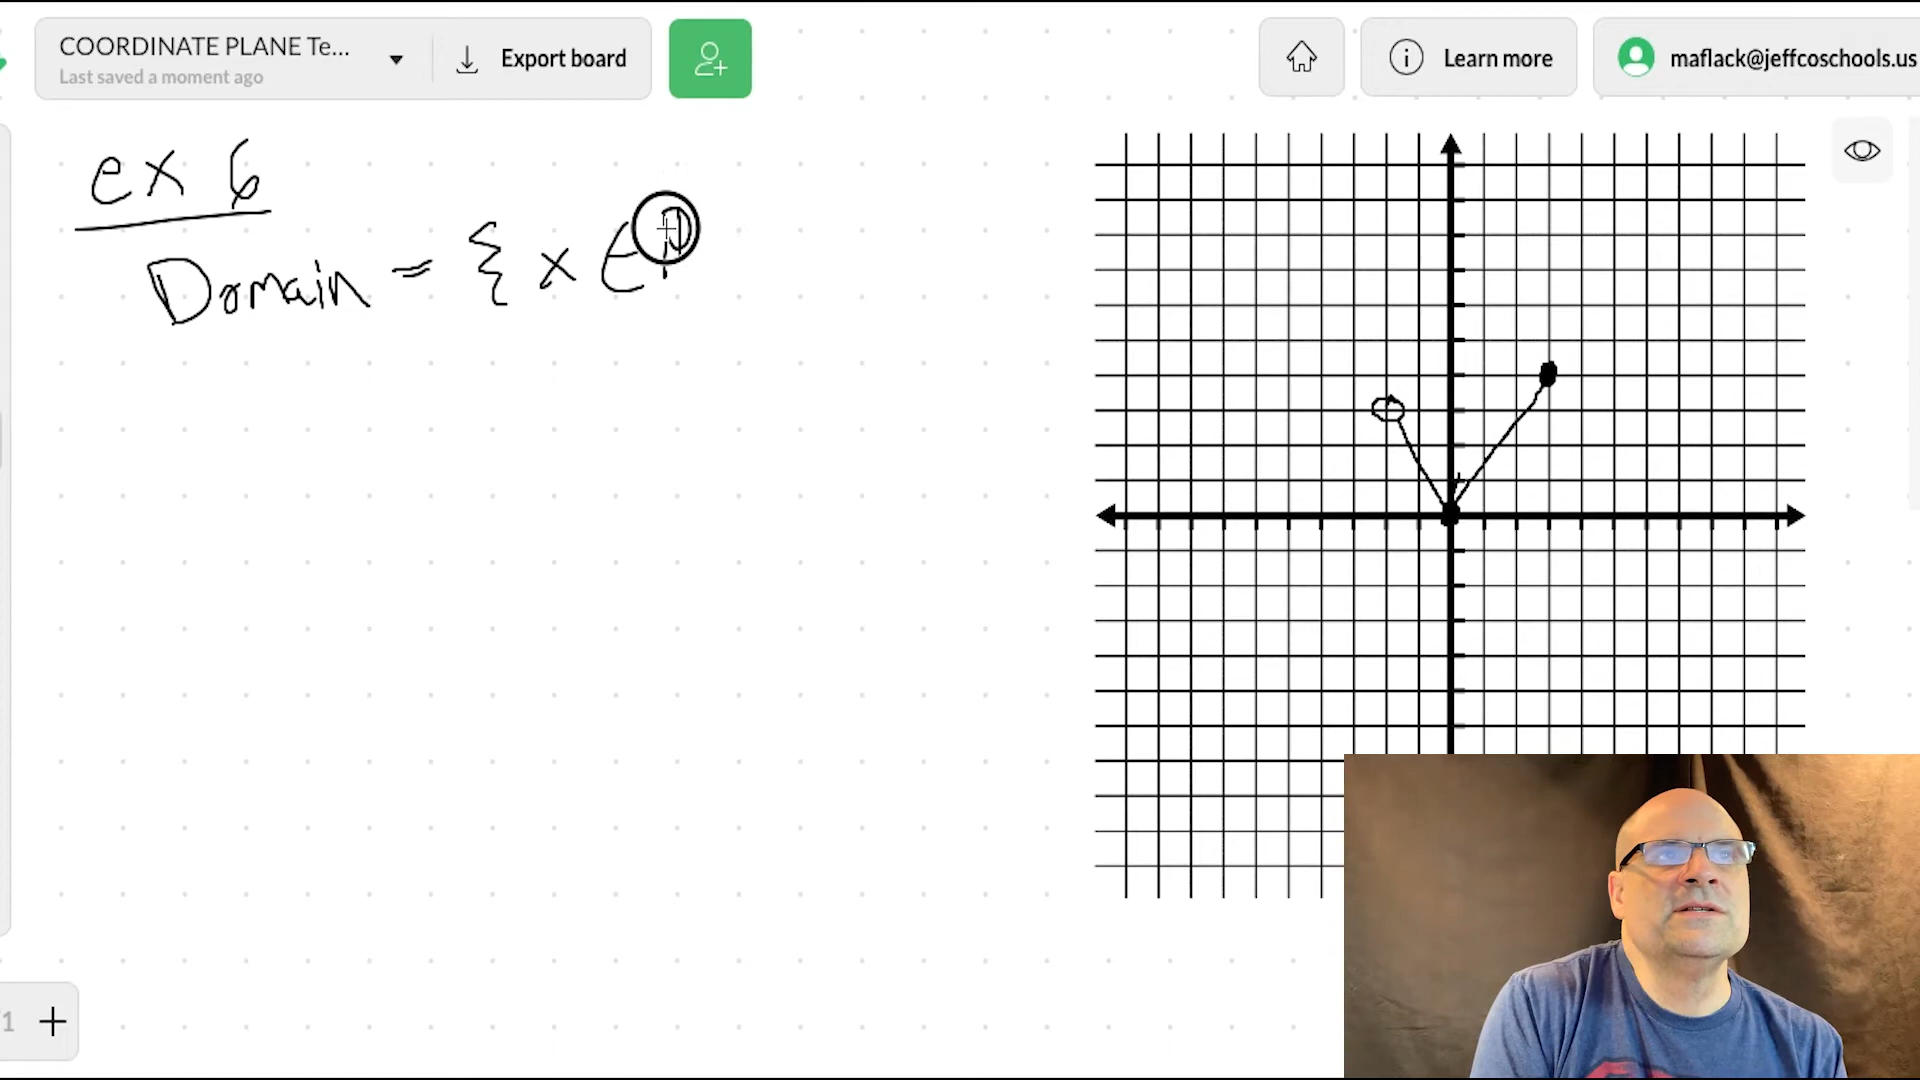 COORDINATE PLANE Te...
Last saved a moment ago
Export board
Learn more
maflack@jeffcoschools.us
ex 6
Domain = { x ∈
1